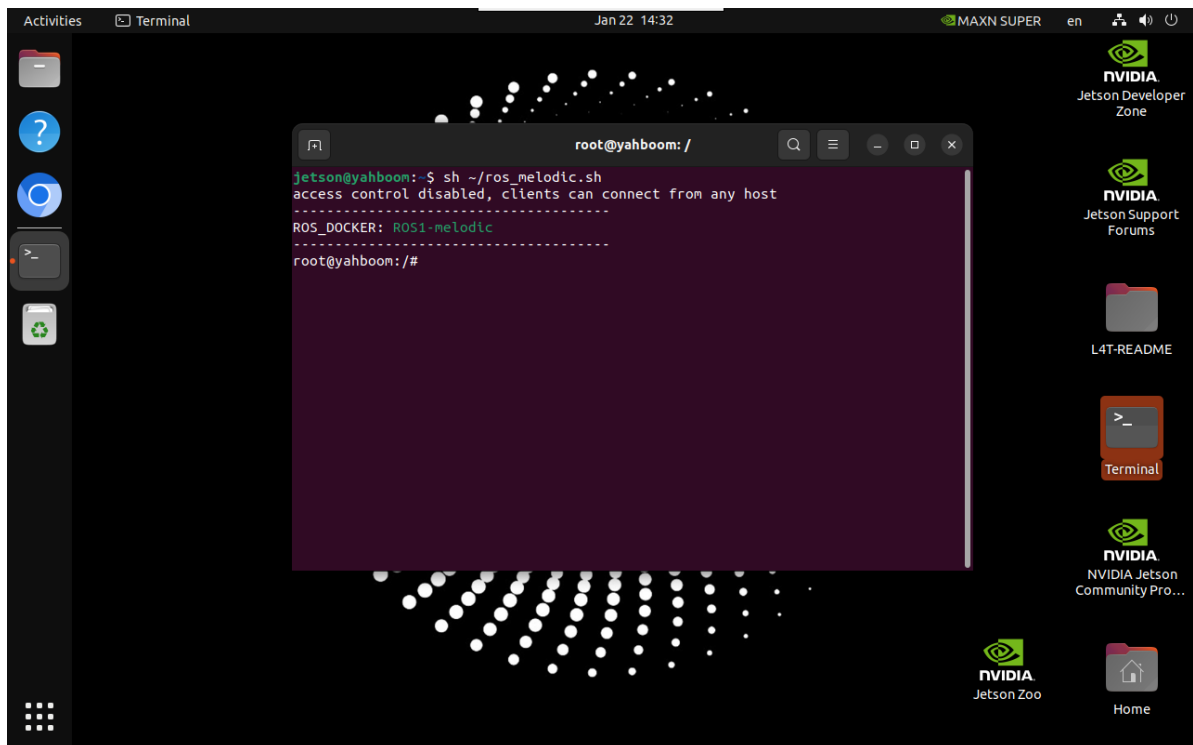 Activities
Terminal
Jan 22 14:32
MAXN SUPER
en
root@yahboom: /
jetson@yahboom:~$ sh ~/ros_melodic.sh
access control disabled, clients can connect from any host
--------------------------------------
ROS_DOCKER: ROS1-melodic
--------------------------------------
root@yahboom:/#
NVIDIA.
Jetson Developer
Zone
NVIDIA.
Jetson Support
Forums
L4T-README
>_
Terminal
NVIDIA.
NVIDIA Jetson
Community Pro...
NVIDIA.
Jetson Zoo
Home